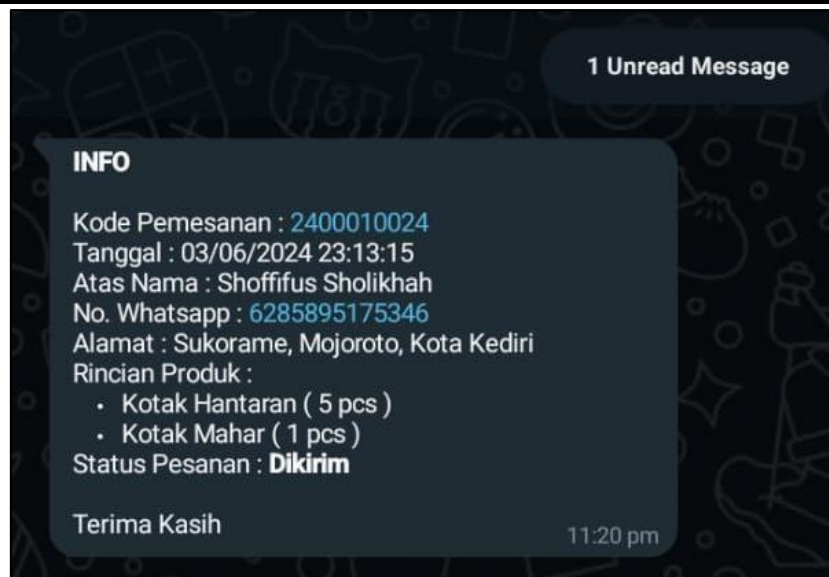 1 Unread Message
INFO
Kode Pemesanan : 2400010024
Tanggal : 03/06/2024 23:13:15
Atas Nama : Shoffifus Sholikhah
No. Whatsapp : 6285895175346
Alamat : Sukorame, Mojoroto, Kota Kediri
Rincian Produk :
• Kotak Hantaran ( 5 pcs )
• Kotak Mahar ( 1 pcs )
Status Pesanan : Dikirim
Terima Kasih
11:20 pm